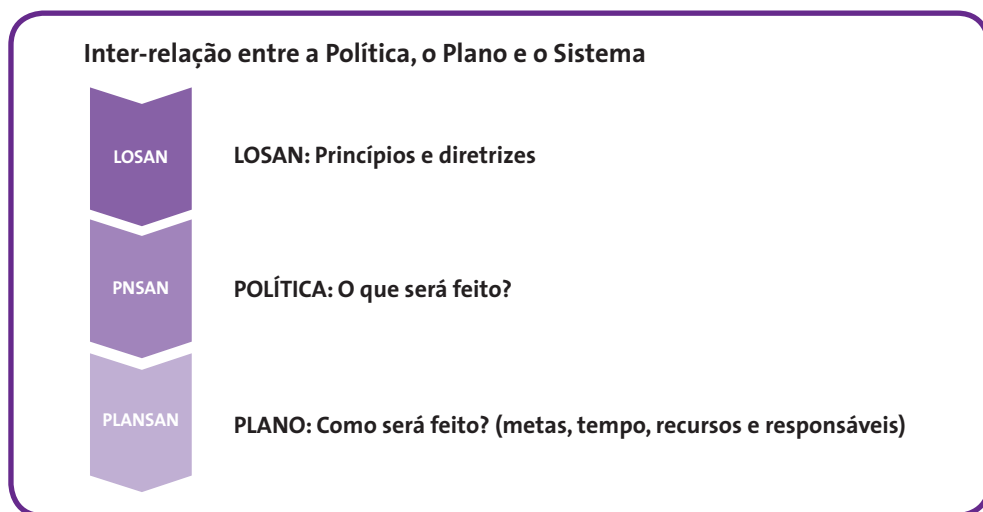 Inter-relação entre a Política, o Plano e o Sistema
LOSAN
LOSAN: Princípios e diretrizes
PNSAN
POLÍTICA: O que será feito?
PLANSAN
PLANO: Como será feito? (metas, tempo, recursos e responsáveis)